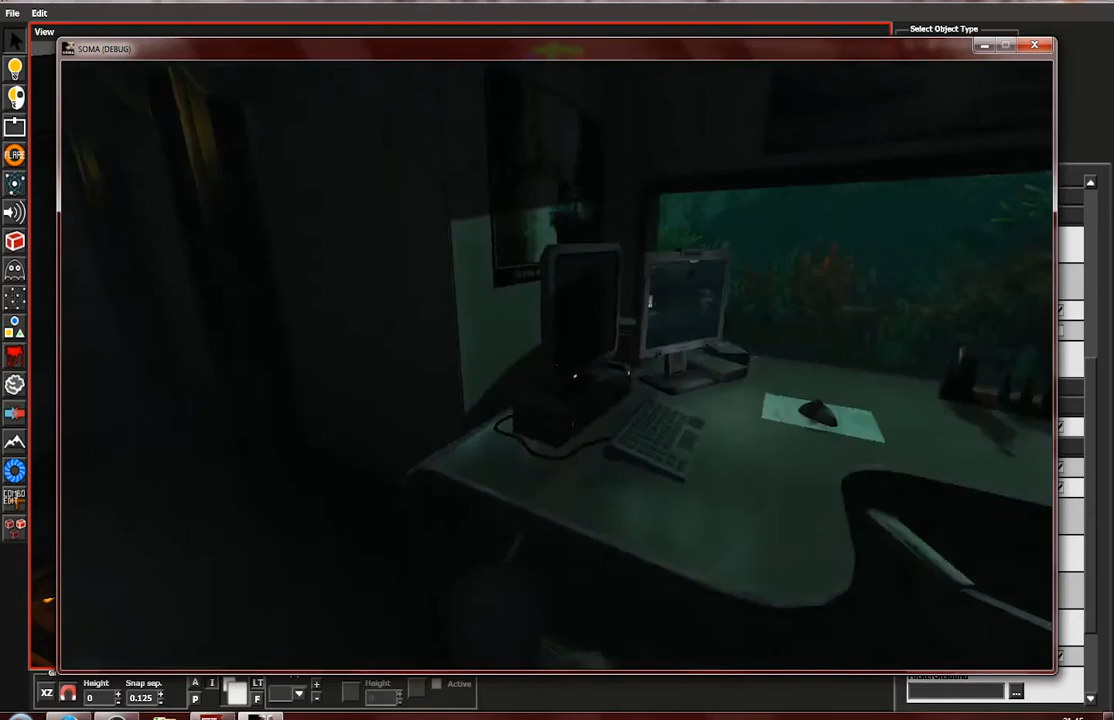 File Edit
View
Select Object Type
SOMA (DEBUG)
FLARE
COMBO
EDIT
Height
Snap sep.
A I
LT
Height:
Active
XZ
0
0.125
P
F
0